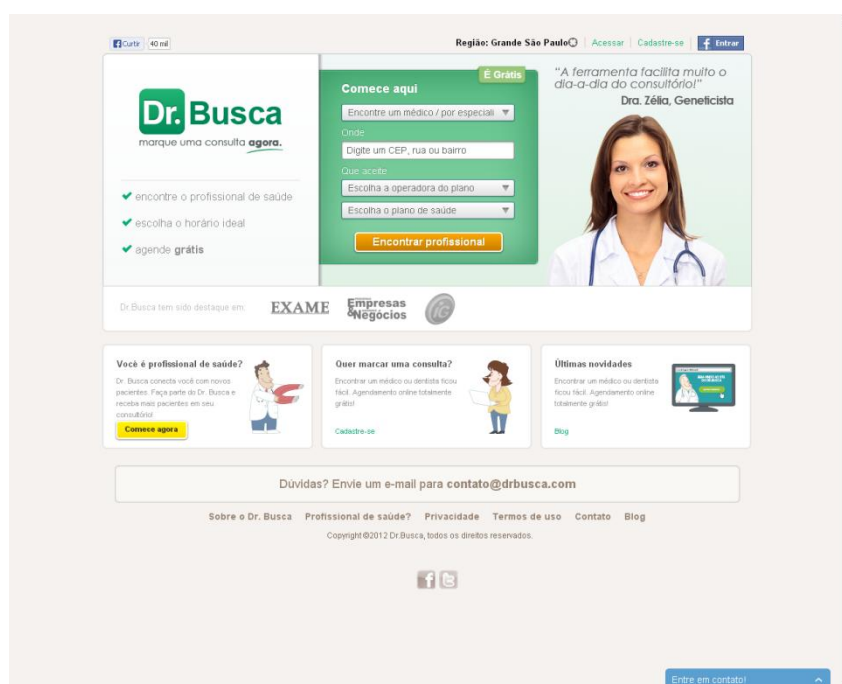 Curtir 40 mil
Região: Grande São Paulo
Acessar
Cadastre-se
Entrar
Dr. Busca
marque uma consulta agora.
encontre o profissional de saúde
escolha o horário ideal
agende grátis
É Grátis
Comece aqui
Encontre um médico / por especiali
Onde
Digite um CEP, rua ou bairro
Que aceite
Escolha a operadora do plano
Escolha o plano de saúde
Encontrar profissional
"A ferramenta facilita muito o
dia-a-dia do consultório!"
Dra. Zélia, Geneticista
Dr.Busca tem sido destaque em:
EXAME
Empresas
&Negócios
iG
Você é profissional de saúde?
Dr. Busca conecta você com novos
pacientes. Faça parte do Dr. Busca e
receba mais pacientes em seu
consultório!
Comece agora
Quer marcar uma consulta?
Encontrar um médico ou dentista ficou
fácil. Agendamento online totalmente
grátis!
Cadastre-se
Últimas novidades
Encontrar um médico ou dentista
ficou fácil. Agendamento online
totalmente grátis!
Blog
Dúvidas? Envie um e-mail para contato@drbusca.com
Sobre o Dr. Busca Profissional de saúde? Privacidade Termos de uso Contato Blog
Copyright ©2012 Dr.Busca, todos os direitos reservados.
Entre em contato!